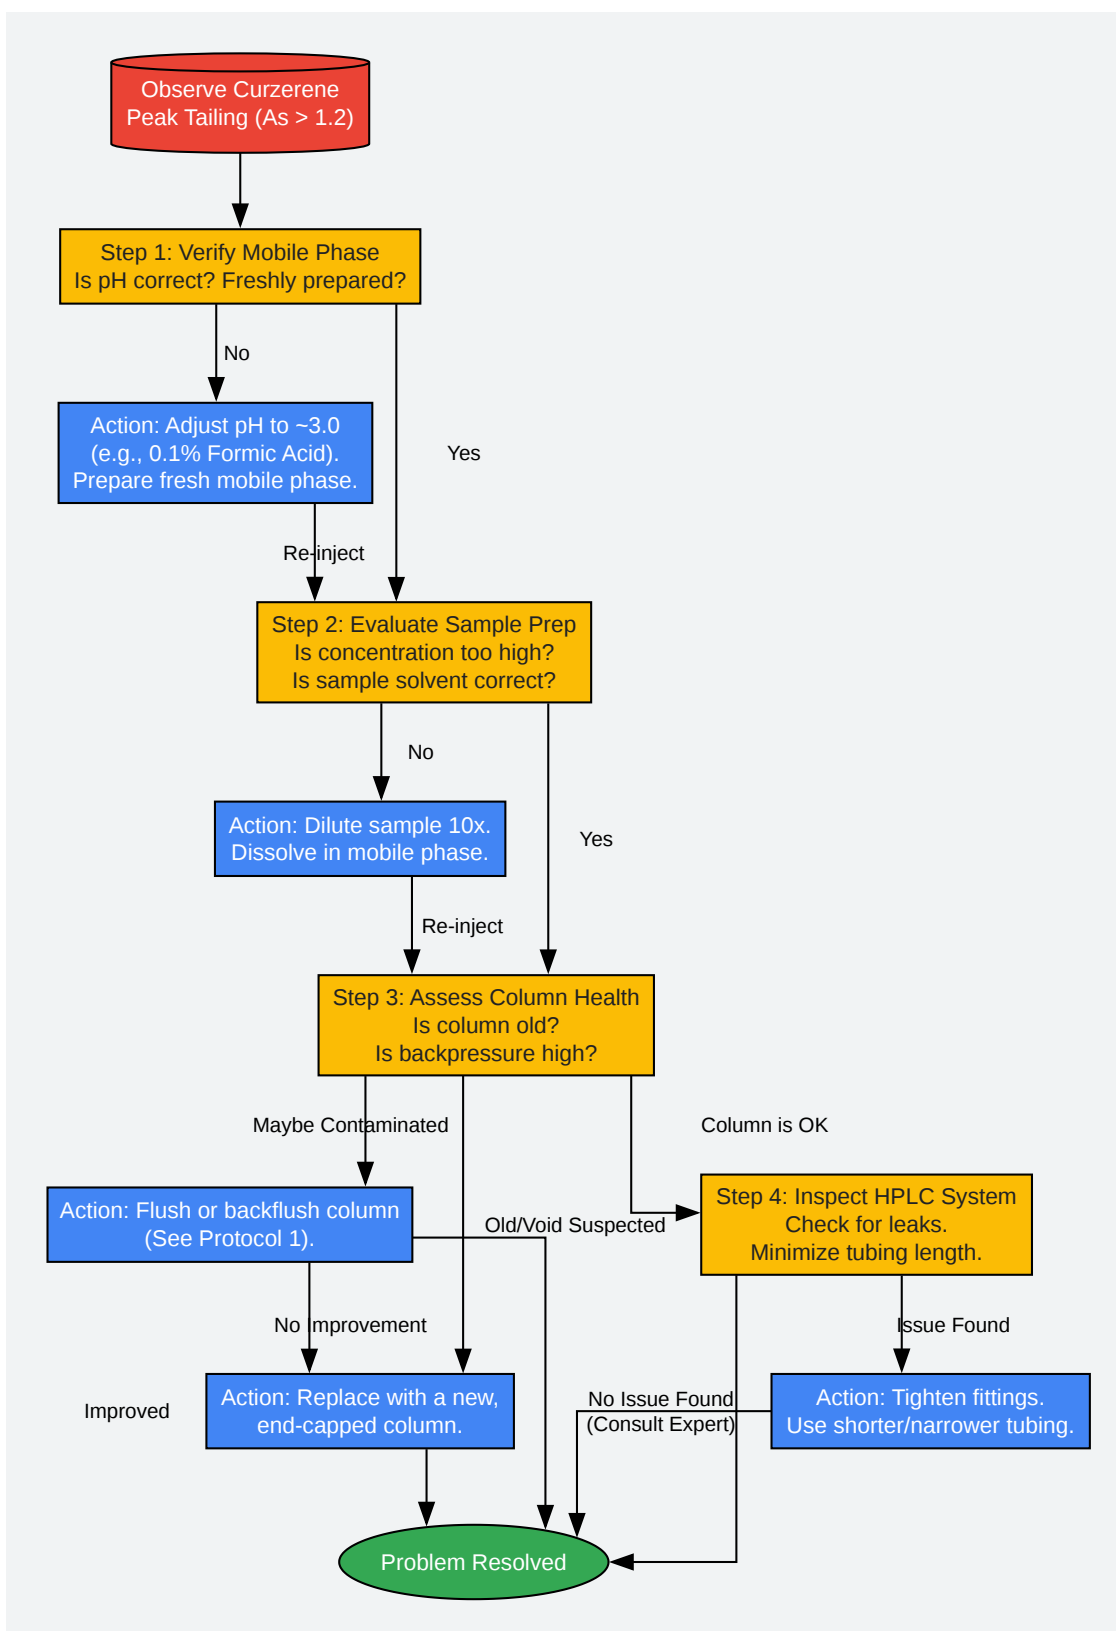 Observe Curzerene
Peak Tailing (As > 1.2)
Step 1: Verify Mobile Phase
Is pH correct? Freshly prepared?
No
Action: Adjust pH to ~3.0
(e.g., 0.1% Formic Acid).
Prepare fresh mobile phase.
Yes
Re-inject
Step 2: Evaluate Sample Prep
Is concentration too high?
Is sample solvent correct?
No
Action: Dilute sample 10x.
Dissolve in mobile phase.
Yes
Re-inject
Step 3: Assess Column Health
Is column old?
Is backpressure high?
Maybe Contaminated
Column is OK
Action: Flush or backflush column
(See Protocol 1).
Old/Void Suspected
Step 4: Inspect HPLC System
Check for leaks.
Minimize tubing length.
No Improvement
Issue Found
Improved
Action: Replace with a new,
end-capped column.
No Issue Found
(Consult Expert)
Action: Tighten fittings.
Use shorter/narrower tubing.
Problem Resolved